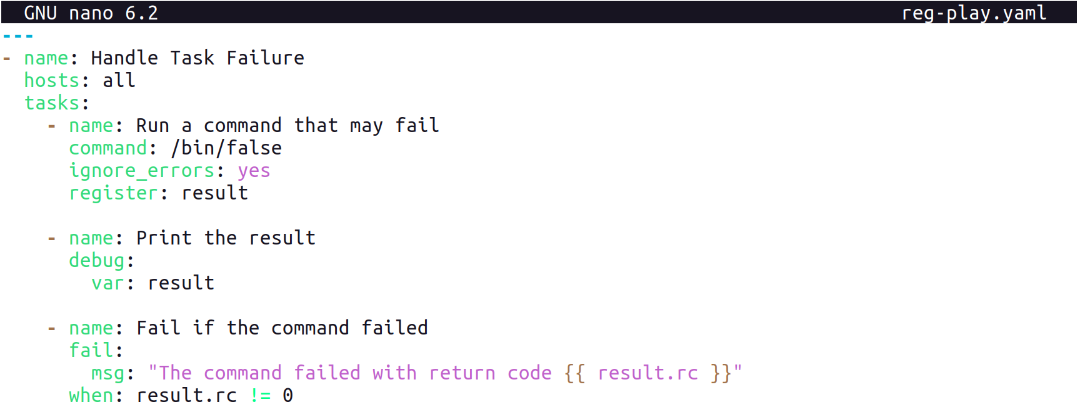 GNU nano 6.2 reg-play.yaml
---
- name: Handle Task Failure
  hosts: all
  tasks:
    - name: Run a command that may fail
      command: /bin/false
      ignore_errors: yes
      register: result

    - name: Print the result
      debug:
        var: result

    - name: Fail if the command failed
      fail:
        msg: "The command failed with return code {{ result.rc }}"
      when: result.rc != 0